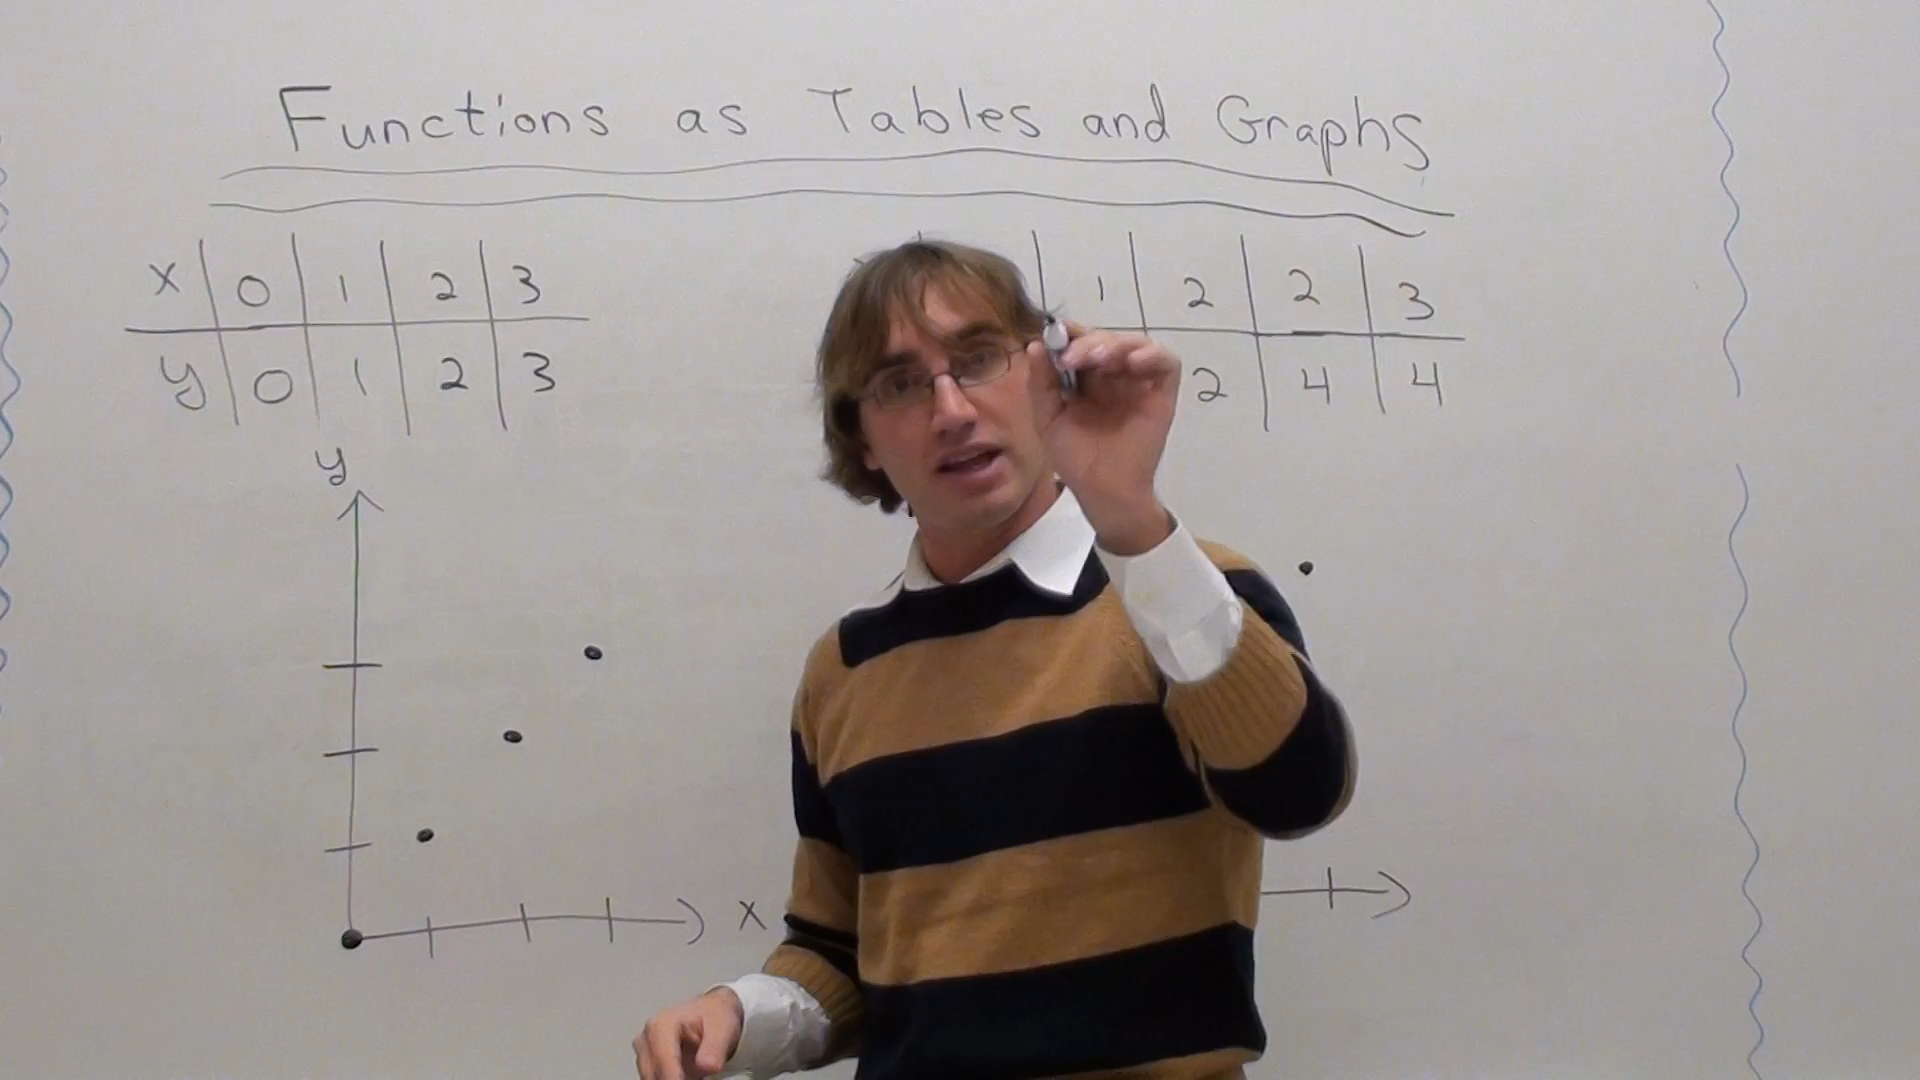 Functions as Tables and Graphs
x 0 1 2 3
y 0 1 2 3
1 2 2 3
2 4 4
y
x